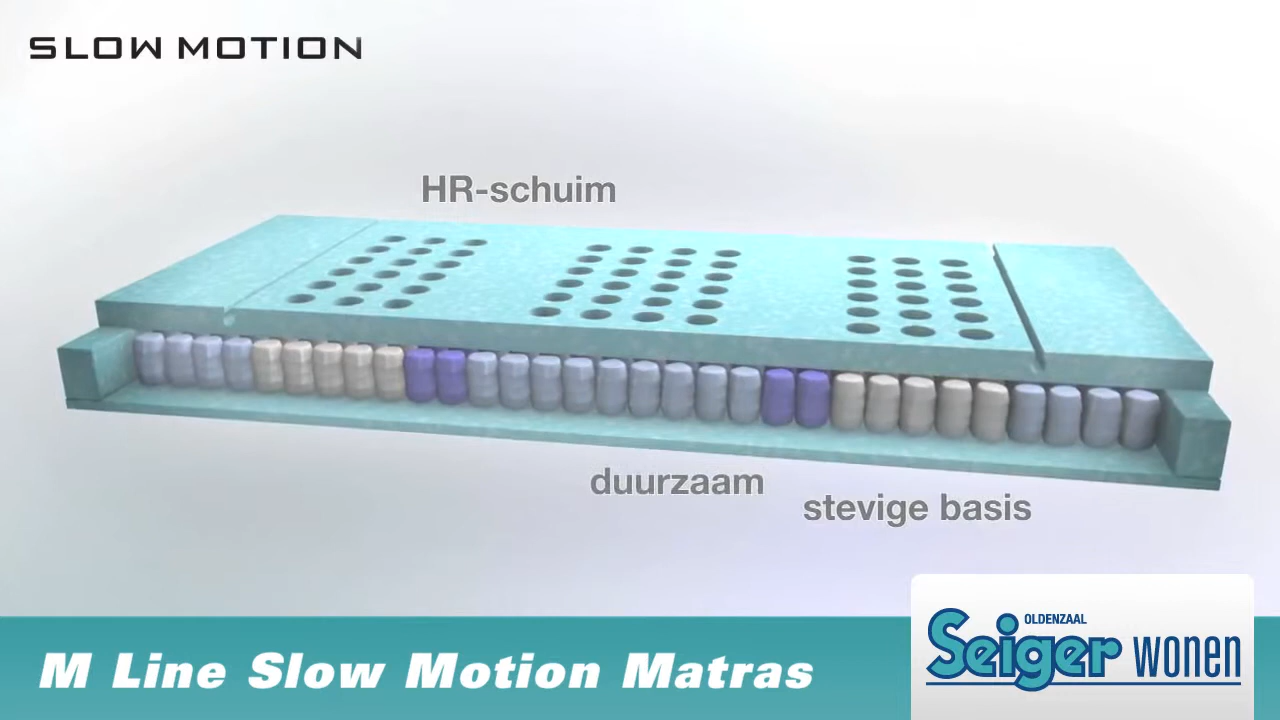 SLOW MOTION
HR-schuim
duurzaam
stevige basis
M Line Slow Motion Matras
OLDENZAAL
Seiger wonen